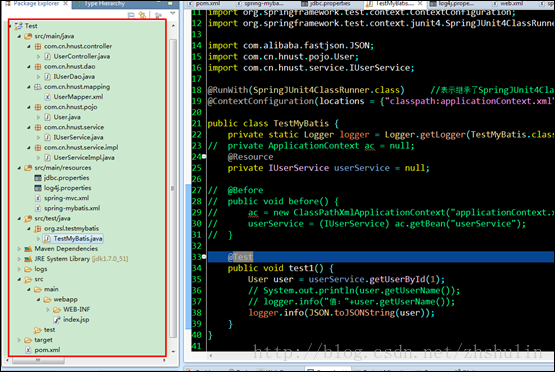 Package Explorer
Type Hierarchy
Test
src/main/java
com.cn.hnust.controller
UserController.java
com.cn.hnust.dao
IUserDao.java
com.cn.hnust.mapping
UserMapper.xml
com.cn.hnust.pojo
User.java
com.cn.hnust.service
IUserService.java
com.cn.hnust.service.impl
UserServiceImpl.java
src/main/resources
jdbc.properties
log4j.properties
spring-mvc.xml
spring-mybatis.xml
src/test/java
org.zsl.testmybatis
TestMyBatis.java
Maven Dependencies
JRE System Library [jdk1.7.0_51]
logs
src
main
webapp
WEB-INF
index.jsp
test
target
pom.xml
pom.xml
spring-myba...
jdbc.properties
TestMyBatis....
log4j.properties
web.xml
11 import org.springframework.test.context.ContextConfiguration;
12 import org.springframework.test.context.junit4.SpringJUnit4ClassRunne
13
14 import com.alibaba.fastjson.JSON;
15 import com.cn.hnust.pojo.User;
16 import com.cn.hnust.service.IUserService;
17
18 @RunWith(SpringJUnit4ClassRunner.class) //表示继承了SpringJUnit4Class
19 @ContextConfiguration(locations = {"classpath:applicationContext.xml"
20
21 public class TestMyBatis {
22 private static Logger logger = Logger.getLogger(TestMyBatis.class
23 // private ApplicationContext ac = null;
24 @Resource
25 private IUserService userService = null;
26
27 // @Before
28 // public void before() {
29 // ac = new ClassPathXmlApplicationContext("applicationContext.x
30 // userService = (IUserService) ac.getBean("userService");
31 // }
32
33 @Test
34 public void test1() {
35 User user = userService.getUserById(1);
36 // System.out.println(user.getUserName());
37 // logger.info("值："+user.getUserName());
38 logger.info(JSON.toJSONString(user));
39 }
40 }
41
http://blog.csdn.net/zhshulin